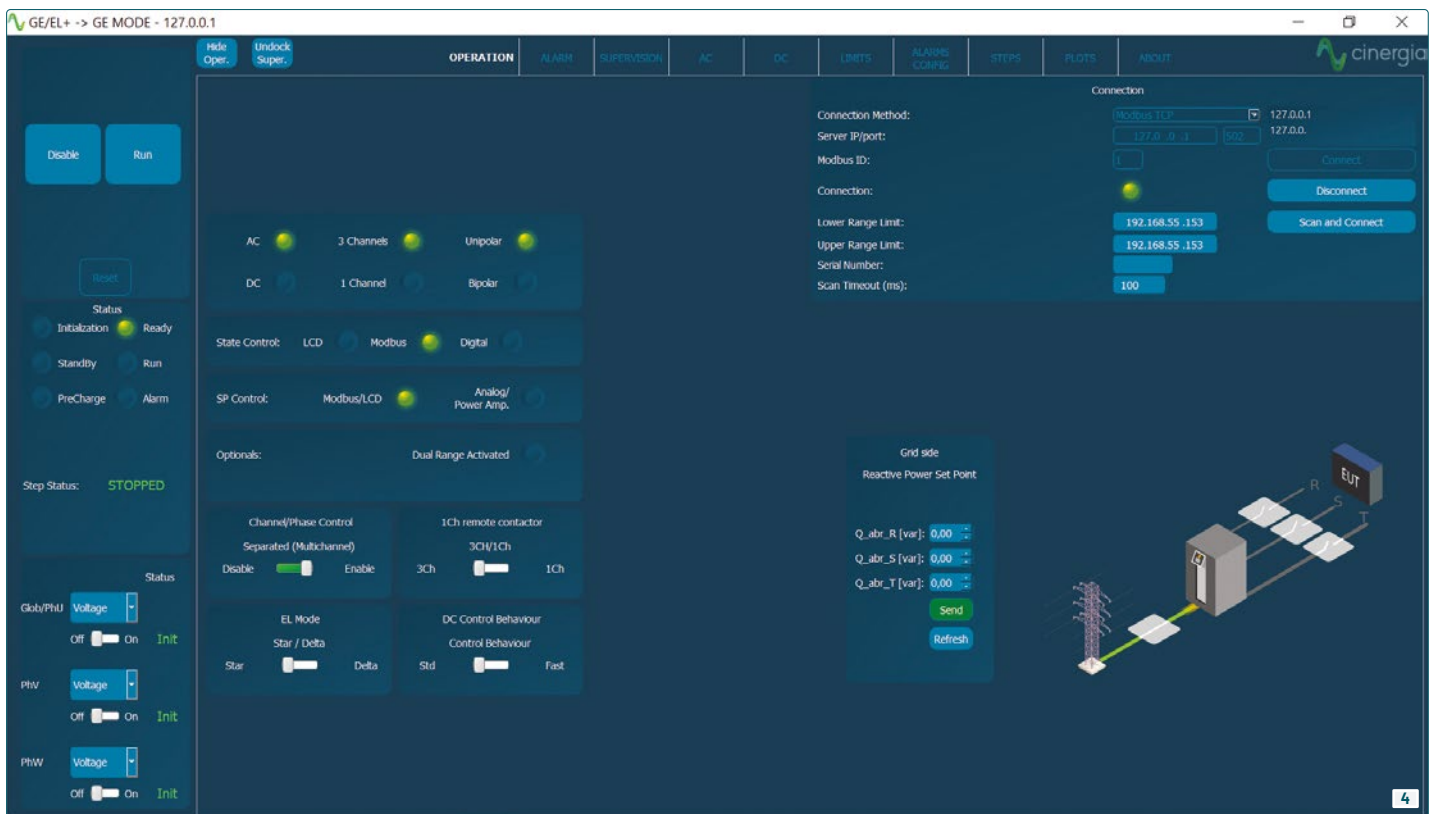 GE/EL+ -> GE MODE - 127.0.0.1
Hide Oper.
Undock Super.
OPERATION ALARM SUPERVISION AC DC LIMITS ALARMS CONFIG STEPS PLOTS ABOUT
cinergia
Disable Run
Reset
Status
Initialzation Ready
StandBy Run
PreCharge Alarm
Step Status: STOPPED
Status
Glob/PhU Voltage
Off On Init
PhV Voltage
Off On Init
PhW Voltage
Off On Init
AC 3 Channels Unipolar
DC 1 Channel Bipolar
State Control: LCD Modbus Digital
SP Control: Modbus/LCD Analog/
Power Amp.
Optionals: Dual Range Activated
Channel/Phase Control
Separated (Multichannel)
Disable Enable
1Ch remote contactor
3CH/1Ch
3Ch 1Ch
EL Mode
Star / Delta
Star Delta
DC Control Behaviour
Control Behaviour
Std Fast
Connection
Connection Method: Modbus TCP 127.0.0.1
Server IP/port: 127.0 .0 .1 502 127.0.0.
Modbus ID: 1 Connect
Connection: Disconnect
Lower Range Limit: 192.168.55 .153 Scan and Connect
Upper Range Limit: 192.168.55 .153
Serial Number:
Scan Timeout (ms): 100
Grid side
Reactive Power Set Point
Q_abr_R [var]: 0,00
Q_abr_S [var]: 0,00
Q_abr_T [var]: 0,00
Send
Refresh
EUT
R
S
T
4